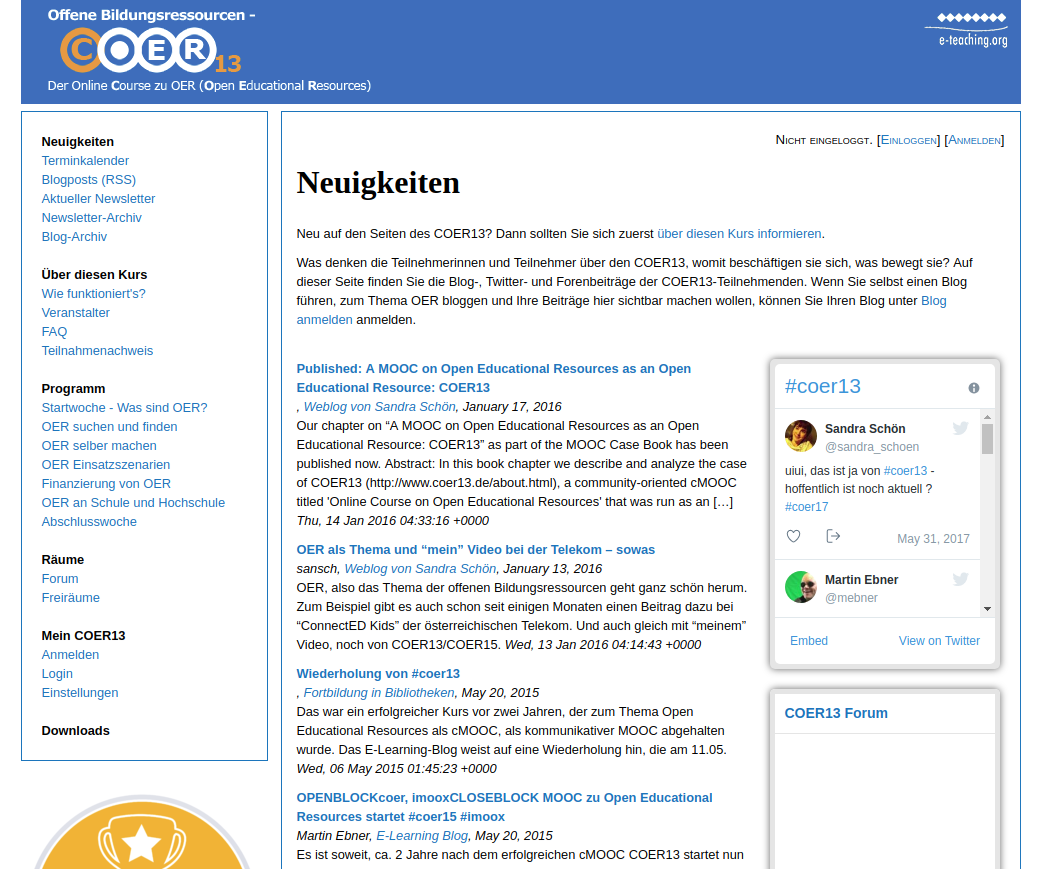 Offene Bildungsressourcen -
COER13
Der Online Course zu OER (Open Educational Resources)
e-teaching.org
Neuigkeiten
Terminkalender
Blogposts (RSS)
Aktueller Newsletter
Newsletter-Archiv
Blog-Archiv
Über diesen Kurs
Wie funktioniert's?
Veranstalter
FAQ
Teilnahmenachweis
Programm
Startwoche - Was sind OER?
OER suchen und finden
OER selber machen
OER Einsatzszenarien
Finanzierung von OER
OER an Schule und Hochschule
Abschlusswoche
Räume
Forum
Freiräume
Mein COER13
Anmelden
Login
Einstellungen
Downloads
Nicht eingeloggt. [Einloggen] [Anmelden]
Neuigkeiten
Neu auf den Seiten des COER13? Dann sollten Sie sich zuerst über diesen Kurs informieren.
Was denken die Teilnehmerinnen und Teilnehmer über den COER13, womit beschäftigen sie sich, was bewegt sie? Auf
dieser Seite finden Sie die Blog-, Twitter- und Forenbeiträge der COER13-Teilnehmenden. Wenn Sie selbst einen Blog
führen, zum Thema OER bloggen und Ihre Beiträge hier sichtbar machen wollen, können Sie Ihren Blog unter Blog
anmelden anmelden.
Published: A MOOC on Open Educational Resources as an Open
Educational Resource: COER13
, Weblog von Sandra Schön, January 17, 2016
Our chapter on “A MOOC on Open Educational Resources as an Open
Educational Resource: COER13” as part of the MOOC Case Book has been
published now. Abstract: In this book chapter we describe and analyze the case
of COER13 (http://www.coer13.de/about.html), a community-oriented cMOOC
titled 'Online Course on Open Educational Resources' that was run as an […]
Thu, 14 Jan 2016 04:33:16 +0000
OER als Thema und “mein” Video bei der Telekom – sowas
sansch, Weblog von Sandra Schön, January 13, 2016
OER, also das Thema der offenen Bildungsressourcen geht ganz schön herum.
Zum Beispiel gibt es auch schon seit einigen Monaten einen Beitrag dazu bei
“ConnectED Kids” der österreichischen Telekom. Und auch gleich mit “meinem”
Video, noch von COER13/COER15. Wed, 13 Jan 2016 04:14:43 +0000
Wiederholung von #coer13
, Fortbildung in Bibliotheken, May 20, 2015
Das war ein erfolgreicher Kurs vor zwei Jahren, der zum Thema Open
Educational Resources als cMOOC, als kommunikativer MOOC abgehalten
wurde. Das E-Learning-Blog weist auf eine Wiederholung hin, die am 11.05.
Wed, 06 May 2015 01:45:23 +0000
OPENBLOCKcoer, imooxCLOSEBLOCK MOOC zu Open Educational
Resources startet #coer15 #imoox
Martin Ebner, E-Learning Blog, May 20, 2015
Es ist soweit, ca. 2 Jahre nach dem erfolgreichen cMOOC COER13 startet nun
#coer13
Sandra Schön
@sandra_schoen
uiui, das ist ja von #coer13 -
hoffentlich ist noch aktuell ?
#coer17
May 31, 2017
Martin Ebner
@mebner
Embed View on Twitter
COER13 Forum